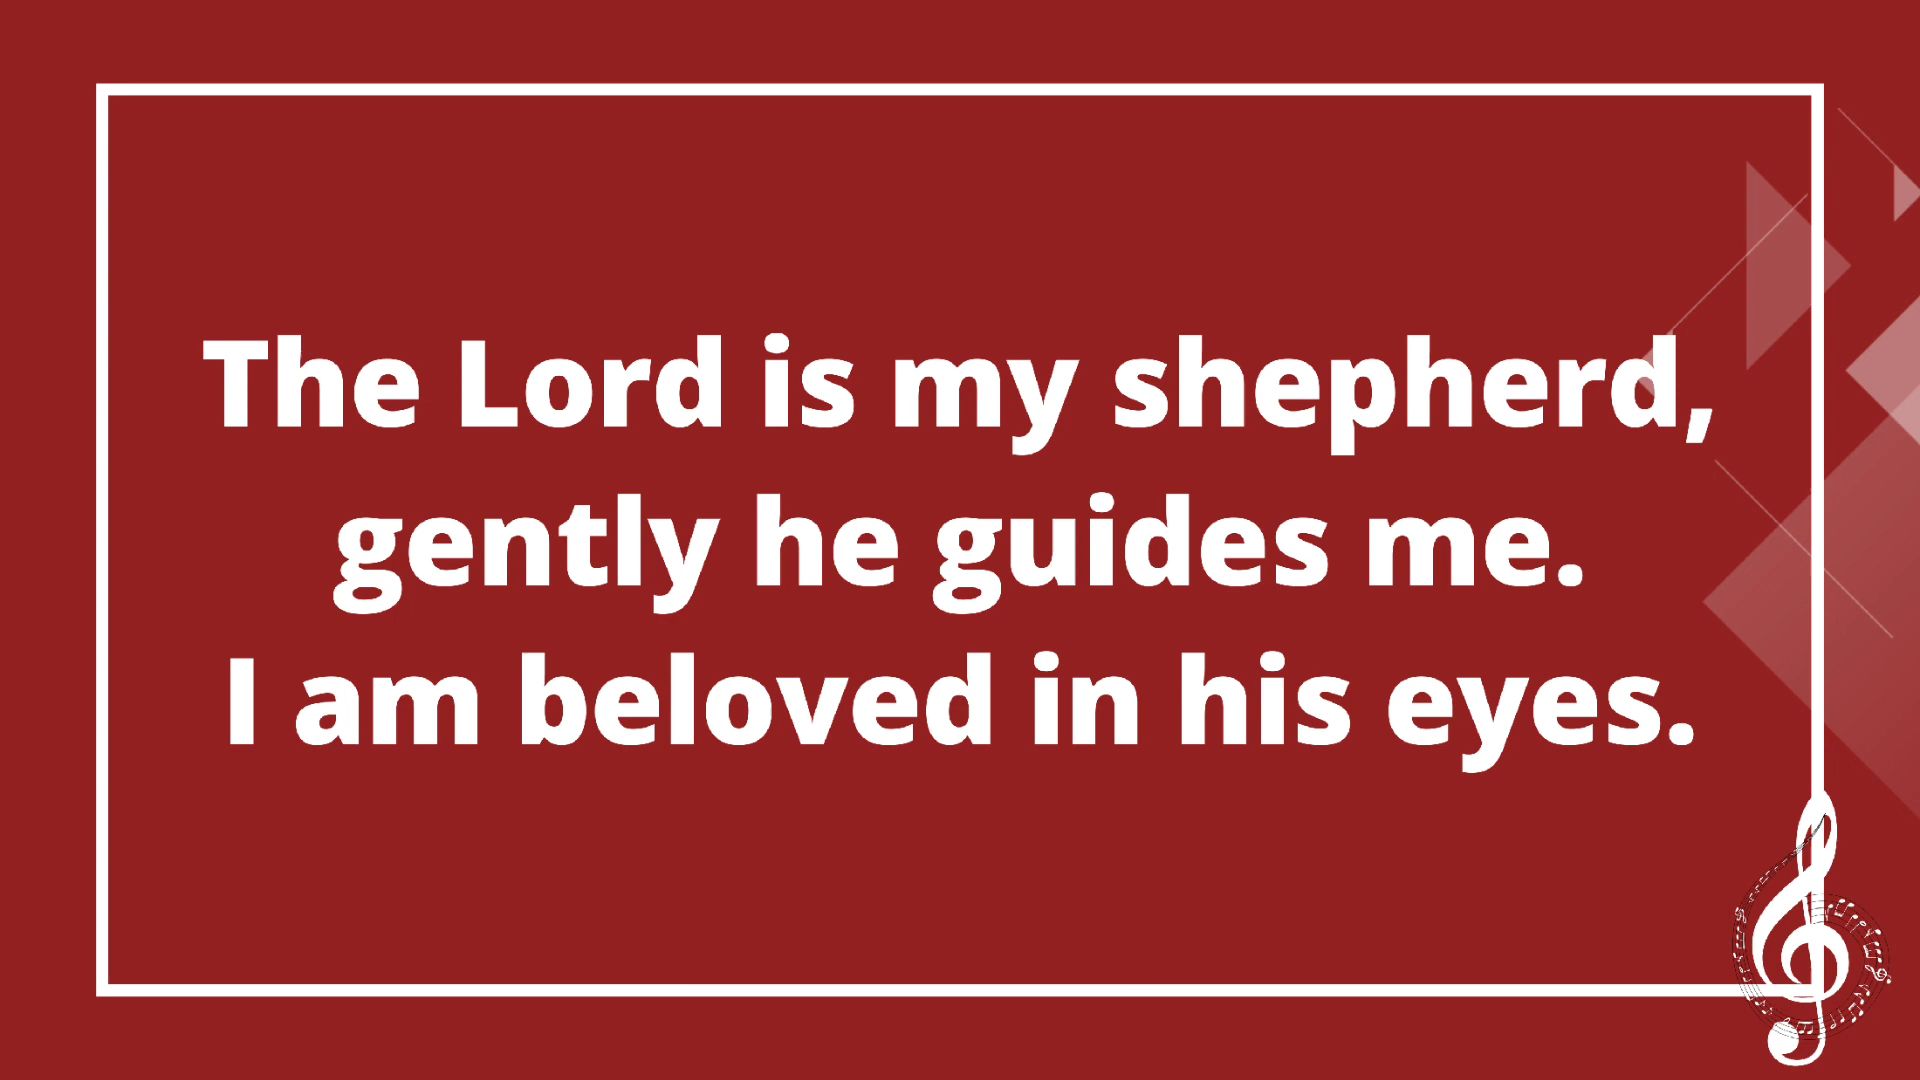 The Lord is my shepherd,
gently he guides me.
I am beloved in his eyes.